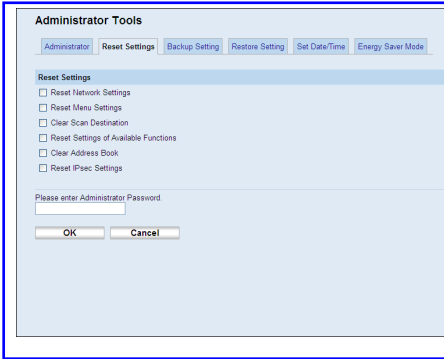 Administrator Tools
Administrator Reset Settings Backup Setting Restore Setting Set Date/Time Energy Saver Mode
Reset Settings
Reset Network Settings
Reset Menu Settings
Clear Scan Destination
Reset Settings of Available Functions
Clear Address Book
Reset IPsec Settings
Please enter Administrator Password.
OK Cancel